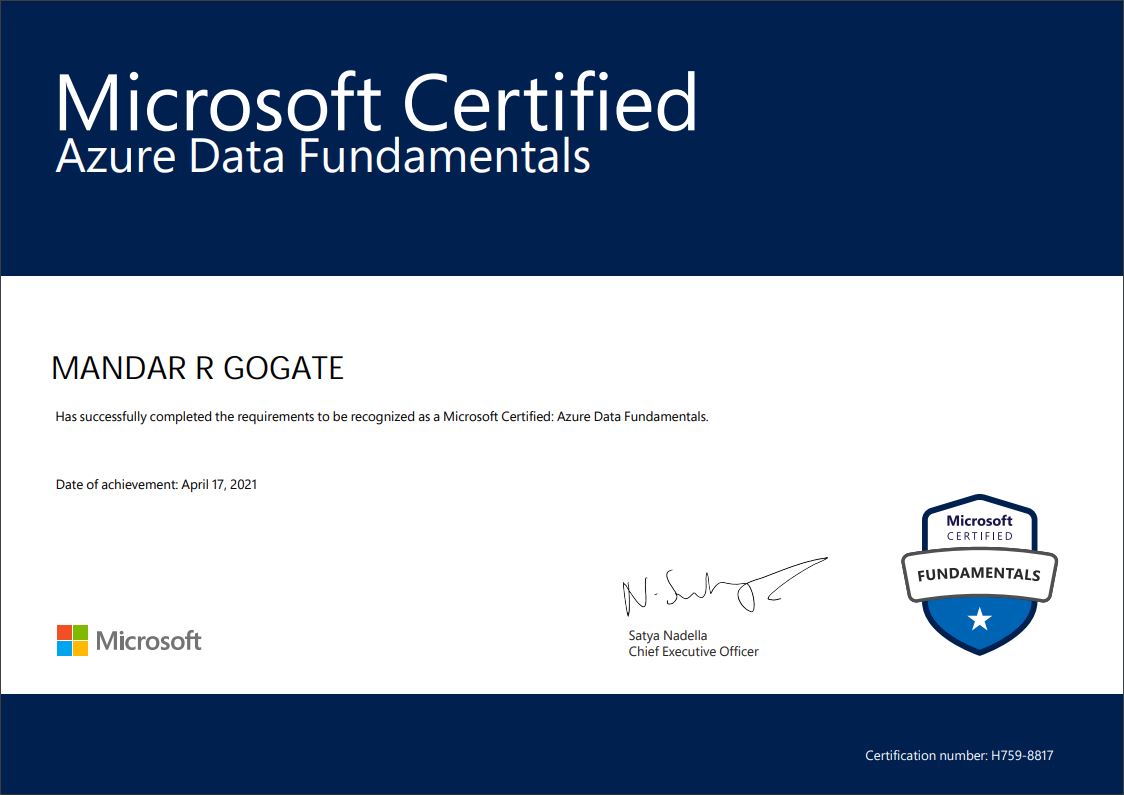 Microsoft Certified
Azure Data Fundamentals
MANDAR R GOGATE
Has successfully completed the requirements to be recognized as a Microsoft Certified: Azure Data Fundamentals.
Date of achievement: April 17, 2021
Microsoft
CERTIFIED
FUNDAMENTALS
N. Satya
Satya Nadella
Chief Executive Officer
Microsoft
Certification number: H759-8817